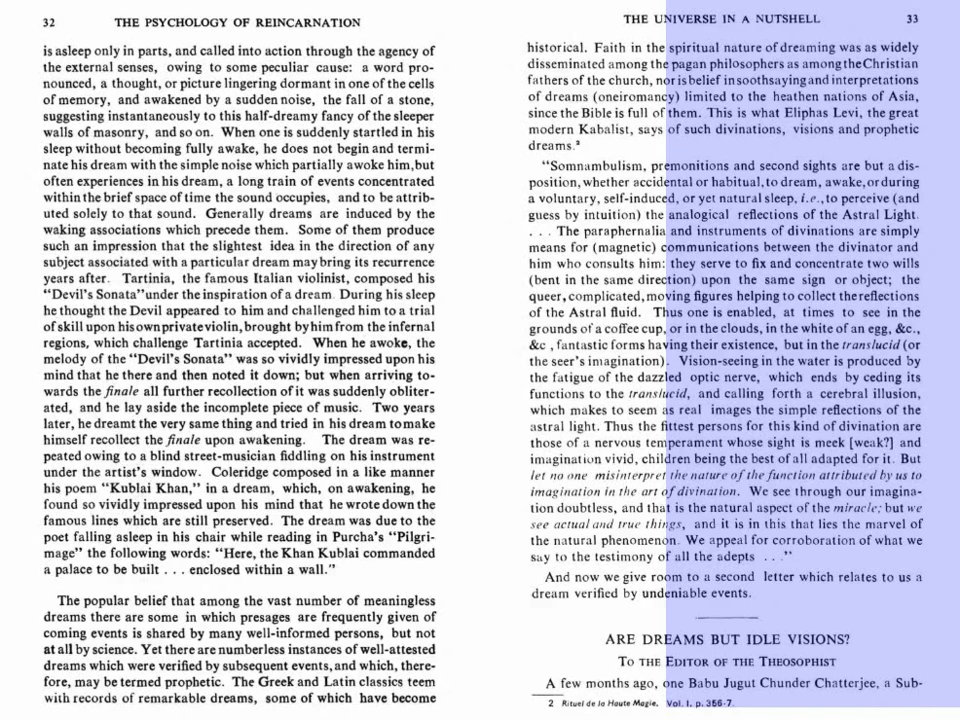 32 THE PSYCHOLOGY OF REINCARNATION
is asleep only in parts, and called into action through the agency of
the external senses, owing to some peculiar cause: a word pro-
nounced, a thought, or picture lingering dormant in one of the cells
of memory, and awakened by a sudden noise, the fall of a stone,
suggesting instantaneously to this half-dreamy fancy of the sleeper
walls of masonry, and so on. When one is suddenly startled in his
sleep without becoming fully awake, he does not begin and termi-
nate his dream with the simple noise which partially awoke him, but
often experiences in his dream, a long train of events concentrated
within the brief space of time the sound occupies, and to be attrib-
uted solely to that sound. Generally dreams are induced by the
waking associations which precede them. Some of them produce
such an impression that the slightest idea in the direction of any
subject associated with a particular dream may bring its recurrence
years after. Tartinia, the famous Italian violinist, composed his
"Devil's Sonata" under the inspiration of a dream. During his sleep
he thought the Devil appeared to him and challenged him to a trial
of skill upon his own private violin, brought by him from the infernal
regions, which challenge Tartinia accepted. When he awoke, the
melody of the "Devil's Sonata" was so vividly impressed upon his
mind that he there and then noted it down; but when arriving to-
wards the finale all further recollection of it was suddenly obliter-
ated, and he lay aside the incomplete piece of music. Two years
later, he dreamt the very same thing and tried in his dream to make
himself recollect the finale upon awakening. The dream was re-
peated owing to a blind street-musician fiddling on his instrument
under the artist's window. Coleridge composed in a like manner
his poem "Kublai Khan," in a dream, which, on awakening, he
found so vividly impressed upon his mind that he wrote down the
famous lines which are still preserved. The dream was due to the
poet falling asleep in his chair while reading in Purcha's "Pilgri-
mage" the following words: "Here, the Khan Kublai commanded
a palace to be built . . . enclosed within a wall."
The popular belief that among the vast number of meaningless
dreams there are some in which presages are frequently given of
coming events is shared by many well-informed persons, but not
at all by science. Yet there are numberless instances of well-attested
dreams which were verified by subsequent events, and which, there-
fore, may be termed prophetic. The Greek and Latin classics teem
with records of remarkable dreams, some of which have become
THE UNIVERSE IN A NUTSHELL 33
historical. Faith in the spiritual nature of dreaming was as widely
disseminated among the pagan philosophers as among the Christian
fathers of the church, nor is belief in soothsaying and interpretations
of dreams (oneiromancy) limited to the heathen nations of Asia,
since the Bible is full of them. This is what Eliphas Levi, the great
modern Kabalist, says of such divinations, visions and prophetic
dreams.²
"Somnambulism, premonitions and second sights are but a dis-
position, whether accidental or habitual, to dream, awake, or during
a voluntary, self-induced, or yet natural sleep, i.e., to perceive (and
guess by intuition) the analogical reflections of the Astral Light.
. . . The paraphernalia and instruments of divinations are simply
means for (magnetic) communications between the divinator and
him who consults him: they serve to fix and concentrate two wills
(bent in the same direction) upon the same sign or object; the
queer, complicated, moving figures helping to collect the reflections
of the Astral fluid. Thus one is enabled, at times to see in the
grounds of a coffee cup, or in the clouds, in the white of an egg, &c.,
&c , fantastic forms having their existence, but in the translucid (or
the seer's imagination). Vision-seeing in the water is produced by
the fatigue of the dazzled optic nerve, which ends by ceding its
functions to the translucid, and calling forth a cerebral illusion,
which makes to seem as real images the simple reflections of the
astral light. Thus the fittest persons for this kind of divination are
those of a nervous temperament whose sight is meek [weak?] and
imagination vivid, children being the best of all adapted for it. But
let no one misinterpret the nature of the function attributed by us to
imagination in the art of divination. We see through our imagina-
tion doubtless, and that is the natural aspect of the miracle; but we
see actual and true things, and it is in this that lies the marvel of
the natural phenomenon. We appeal for corroboration of what we
say to the testimony of all the adepts . . ."
And now we give room to a second letter which relates to us a
dream verified by undeniable events.
ARE DREAMS BUT IDLE VISIONS?
TO THE EDITOR OF THE THEOSOPHIST
A few months ago, one Babu Jugut Chunder Chatterjee, a Sub-
2 Rituel de la Haute Magie. Vol. I, p. 356-7.